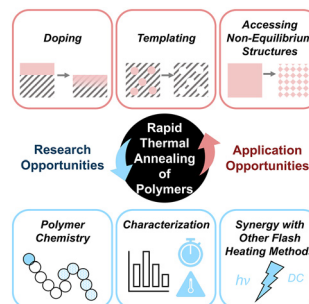 Doping
Templating
Accessing
Non-Equilibrium
Structures
Research
Opportunities
Rapid
Thermal
Annealing
of
Polymers
Application
Opportunities
Polymer
Chemistry
Characterization
Synergy with
Other Flash
Heating Methods
hν
DC